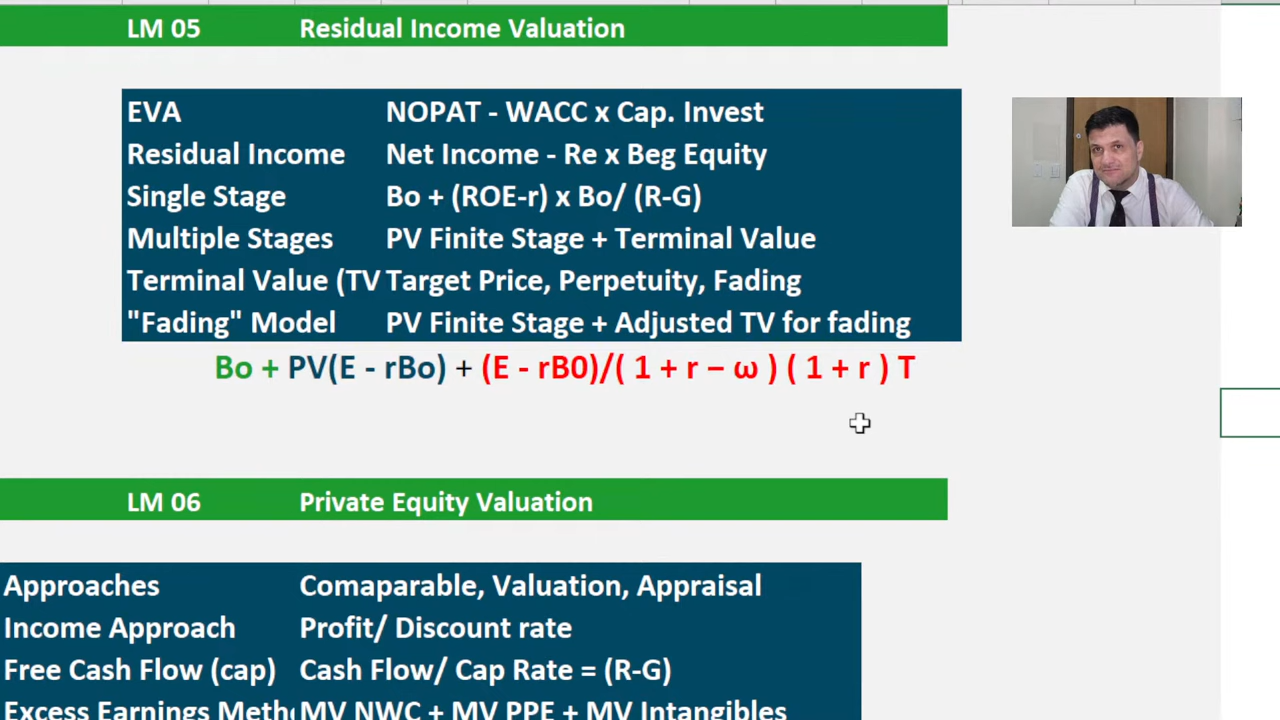 LM 05 Residual Income Valuation
EVA NOPAT - WACC x Cap. Invest
Residual Income Net Income - Re x Beg Equity
Single Stage Bo + (ROE-r) x Bo/ (R-G)
Multiple Stages PV Finite Stage + Terminal Value
Terminal Value (TV Target Price, Perpetuity, Fading
"Fading" Model PV Finite Stage + Adjusted TV for fading
Bo + PV(E - rBo) + (E - rB0)/( 1 + r − ω ) ( 1 + r ) T
LM 06 Private Equity Valuation
Approaches Comaparable, Valuation, Appraisal
Income Approach Profit/ Discount rate
Free Cash Flow (cap) Cash Flow/ Cap Rate = (R-G)
Excess Earnings Meth MV NWC + MV PPE + MV Intangibles